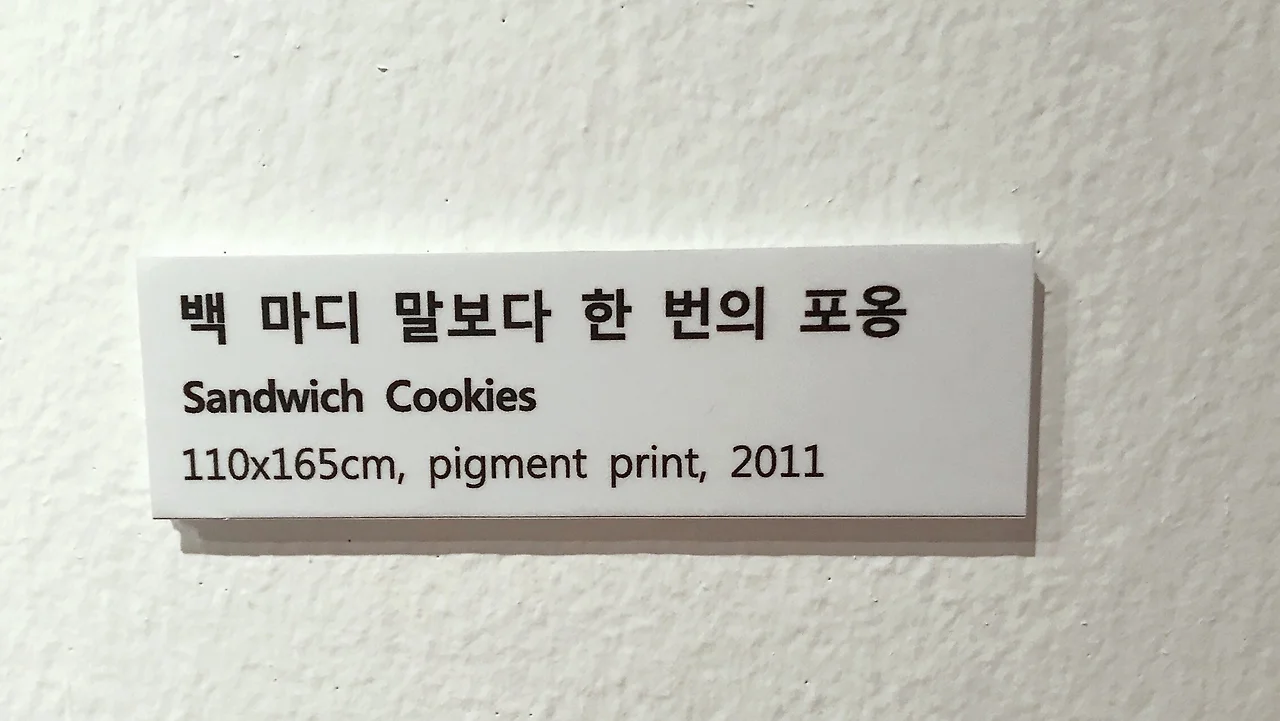 백 마디 말보다 한 번의 포옹
Sandwich Cookies
110x165cm, pigment print, 2011